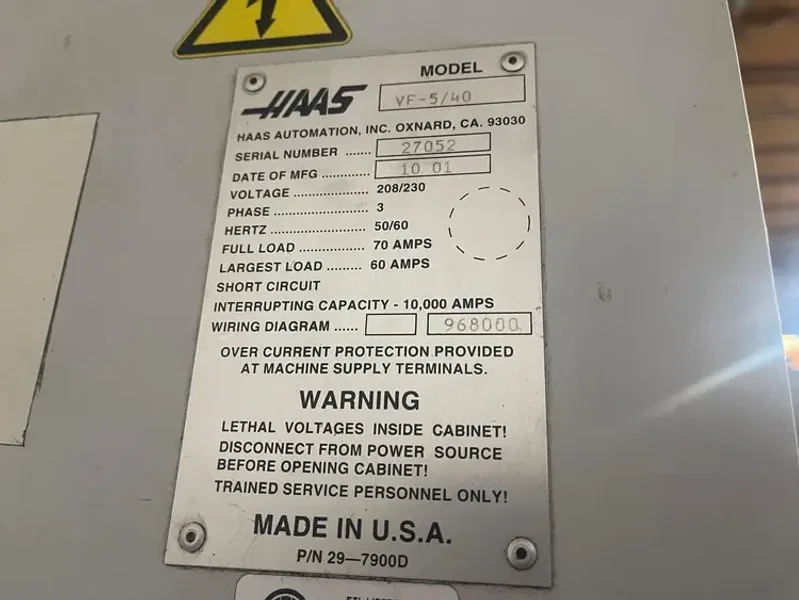 MODEL
HAAS VF-5/40
HAAS AUTOMATION, INC. OXNARD, CA. 93030
SERIAL NUMBER ...... 27052
DATE OF MFG ............. 10 01
VOLTAGE .................... 208/230
PHASE ......................... 3
HERTZ ......................... 50/60
FULL LOAD ................. 70 AMPS
LARGEST LOAD ......... 60 AMPS
SHORT CIRCUIT
INTERRUPTING CAPACITY - 10,000 AMPS
WIRING DIAGRAM ...... 968000
OVER CURRENT PROTECTION PROVIDED
AT MACHINE SUPPLY TERMINALS.
WARNING
LETHAL VOLTAGES INSIDE CABINET!
DISCONNECT FROM POWER SOURCE
BEFORE OPENING CABINET!
TRAINED SERVICE PERSONNEL ONLY!
MADE IN U.S.A.
P/N 29—7900D